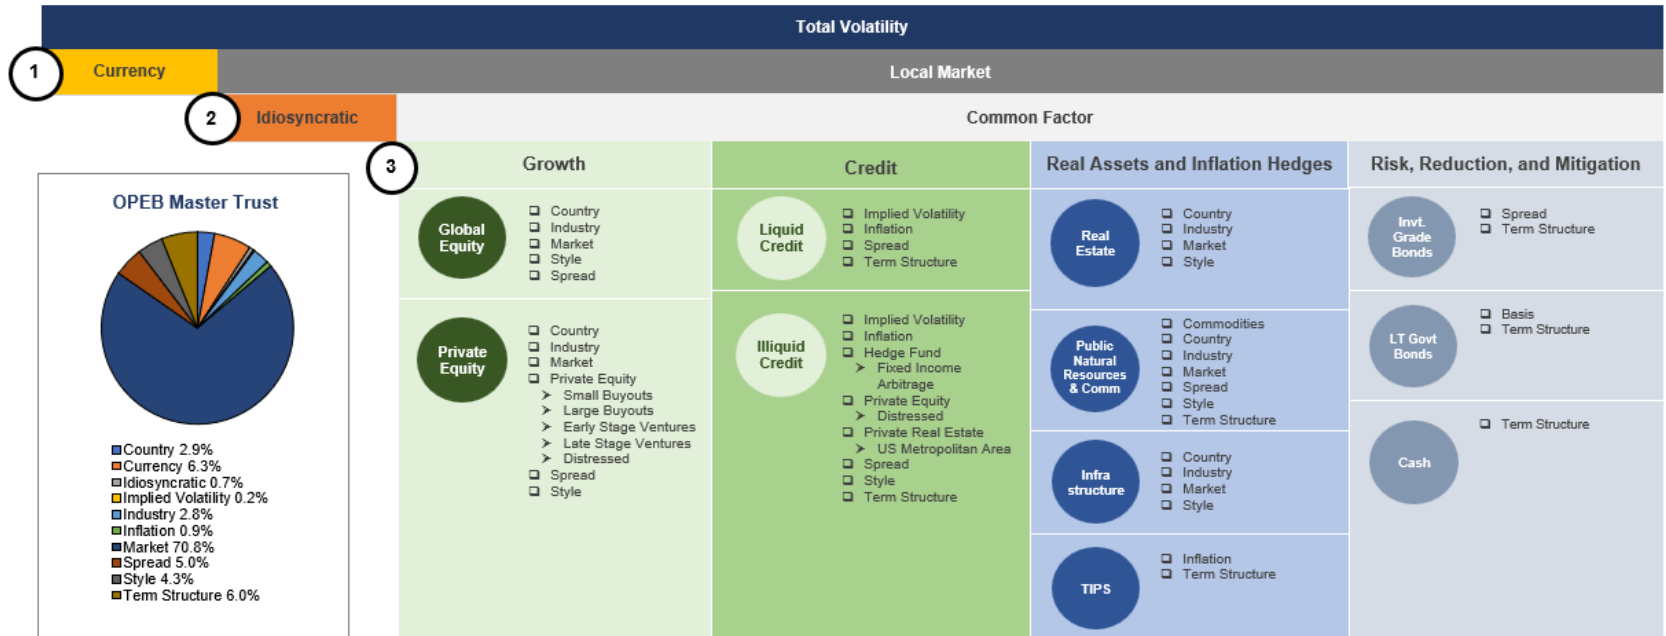 Total Volatility
1
Currency
Local Market
2
Idiosyncratic
Common Factor
3
Growth
Credit
Real Assets and Inflation Hedges
Risk, Reduction, and Mitigation
OPEB Master Trust
Country 2.9%
Currency 6.3%
Idiosyncratic 0.7%
Implied Volatility 0.2%
Industry 2.8%
Inflation 0.9%
Market 70.8%
Spread 5.0%
Style 4.3%
Term Structure 6.0%
Global
Equity
Country
Industry
Market
Style
Spread
Private
Equity
Country
Industry
Market
Private Equity
Small Buyouts
Large Buyouts
Early Stage Ventures
Late Stage Ventures
Distressed
Spread
Style
Liquid
Credit
Implied Volatility
Inflation
Spread
Term Structure
Illiquid
Credit
Implied Volatility
Inflation
Hedge Fund
Fixed Income
Arbitrage
Private Equity
Distressed
Private Real Estate
US Metropolitan Area
Spread
Style
Term Structure
Real
Estate
Country
Industry
Market
Style
Public
Natural
Resources
& Comm
Commodities
Country
Industry
Market
Spread
Style
Term Structure
Infra
structure
Country
Industry
Market
Style
TIPS
Inflation
Term Structure
Invt.
Grade
Bonds
Spread
Term Structure
LT Govt
Bonds
Basis
Term Structure
Cash
Term Structure